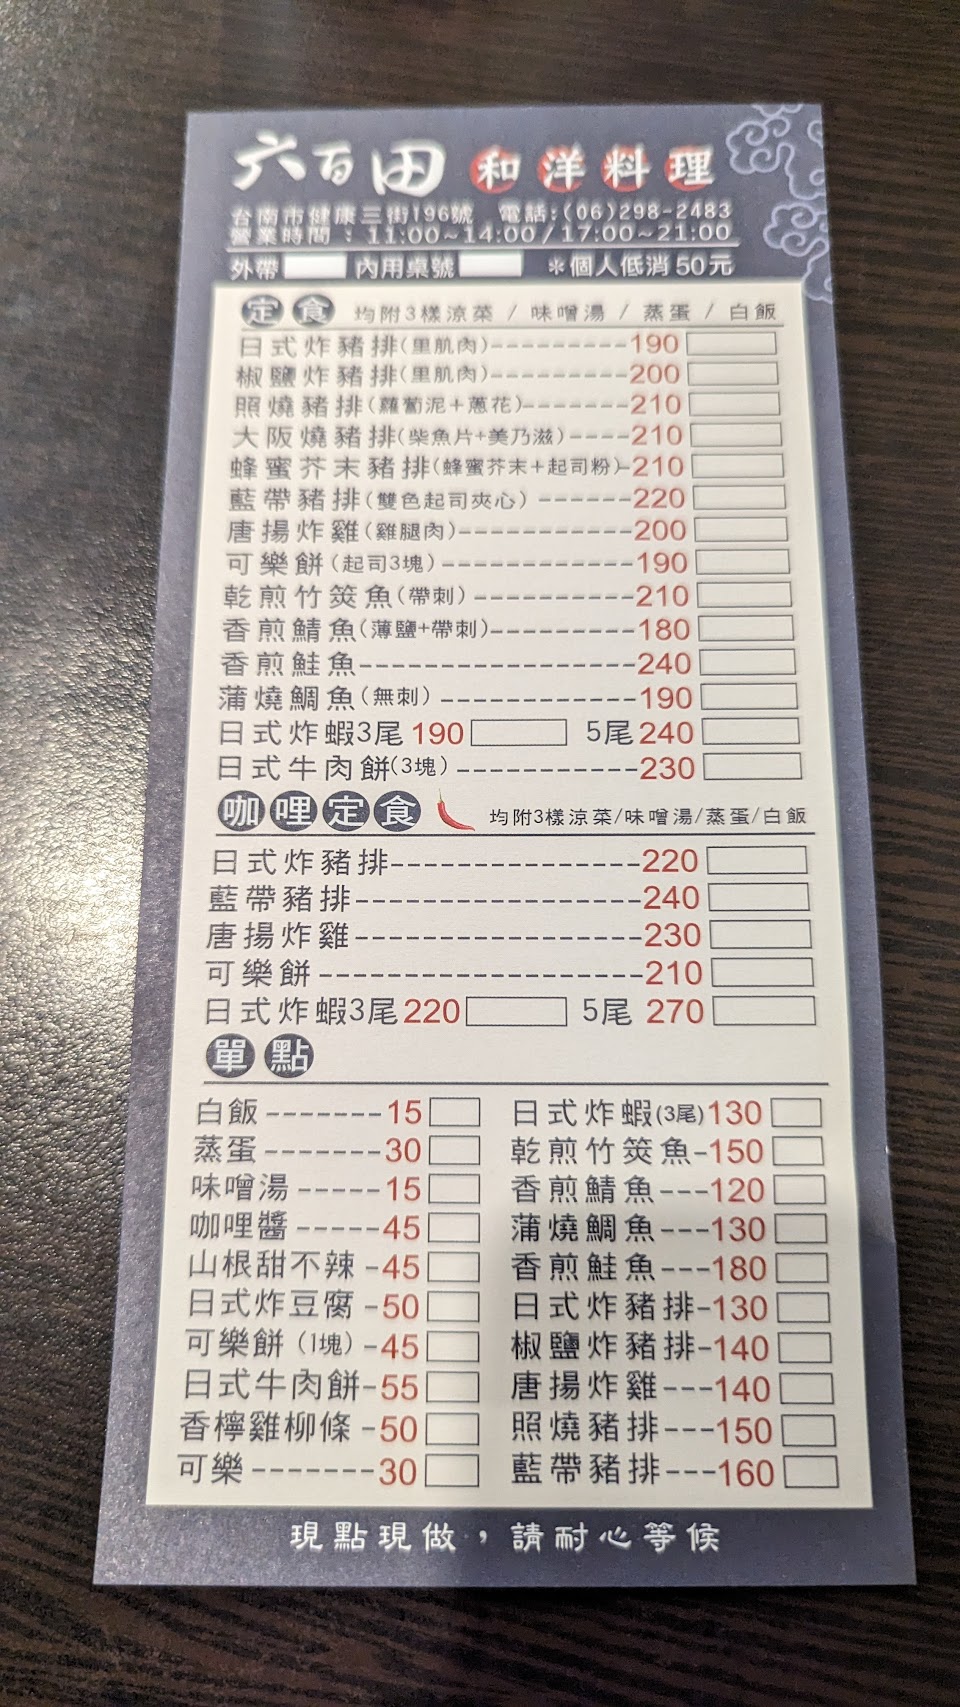 六百田 和洋料理
台南市健康三街196號 電話:(06)298-2483
營業時間 : 11:00~14:00/17:00~21:00
外帶 內用桌號 ＊個人低消50元
定食 均附3樣涼菜 / 味噌湯 / 蒸蛋 / 白飯
日式炸豬排(里肌肉)---------190
椒鹽炸豬排(里肌肉)---------200
照燒豬排(蘿蔔泥+蔥花)-------210
大阪燒豬排(柴魚片+美乃滋)----210
蜂蜜芥末豬排(蜂蜜芥末+起司粉)-210
藍帶豬排(雙色起司夾心) ------220
唐揚炸雞(雞腿肉)-----------200
可樂餅(起司3塊)------------190
乾煎竹筴魚(帶刺) ----------210
香煎鯖魚(薄鹽+帶刺)---------180
香煎鮭魚-----------------240
蒲燒鯛魚(無刺) ------------190
日式炸蝦3尾190 5尾240
日式牛肉餅(3塊) -----------230
咖哩定食 均附3樣涼菜/味噌湯/蒸蛋/白飯
日式炸豬排---------------220
藍帶豬排-----------------240
唐揚炸雞-----------------230
可樂餅-------------------210
日式炸蝦3尾220 5尾 270
單點
白飯-------15 日式炸蝦(3尾)130
蒸蛋-------30 乾煎竹筴魚-150
味噌湯 -----15 香煎鯖魚---120
咖哩醬 -----45 蒲燒鯛魚---130
山根甜不辣 -45 香煎鮭魚---180
日式炸豆腐 -50 日式炸豬排-130
可樂餅 (1塊) -45 椒鹽炸豬排-140
日式牛肉餅-55 唐揚炸雞---140
香檸雞柳條 -50 照燒豬排---150
可樂--------30 藍帶豬排---160
現點現做，請耐心等候